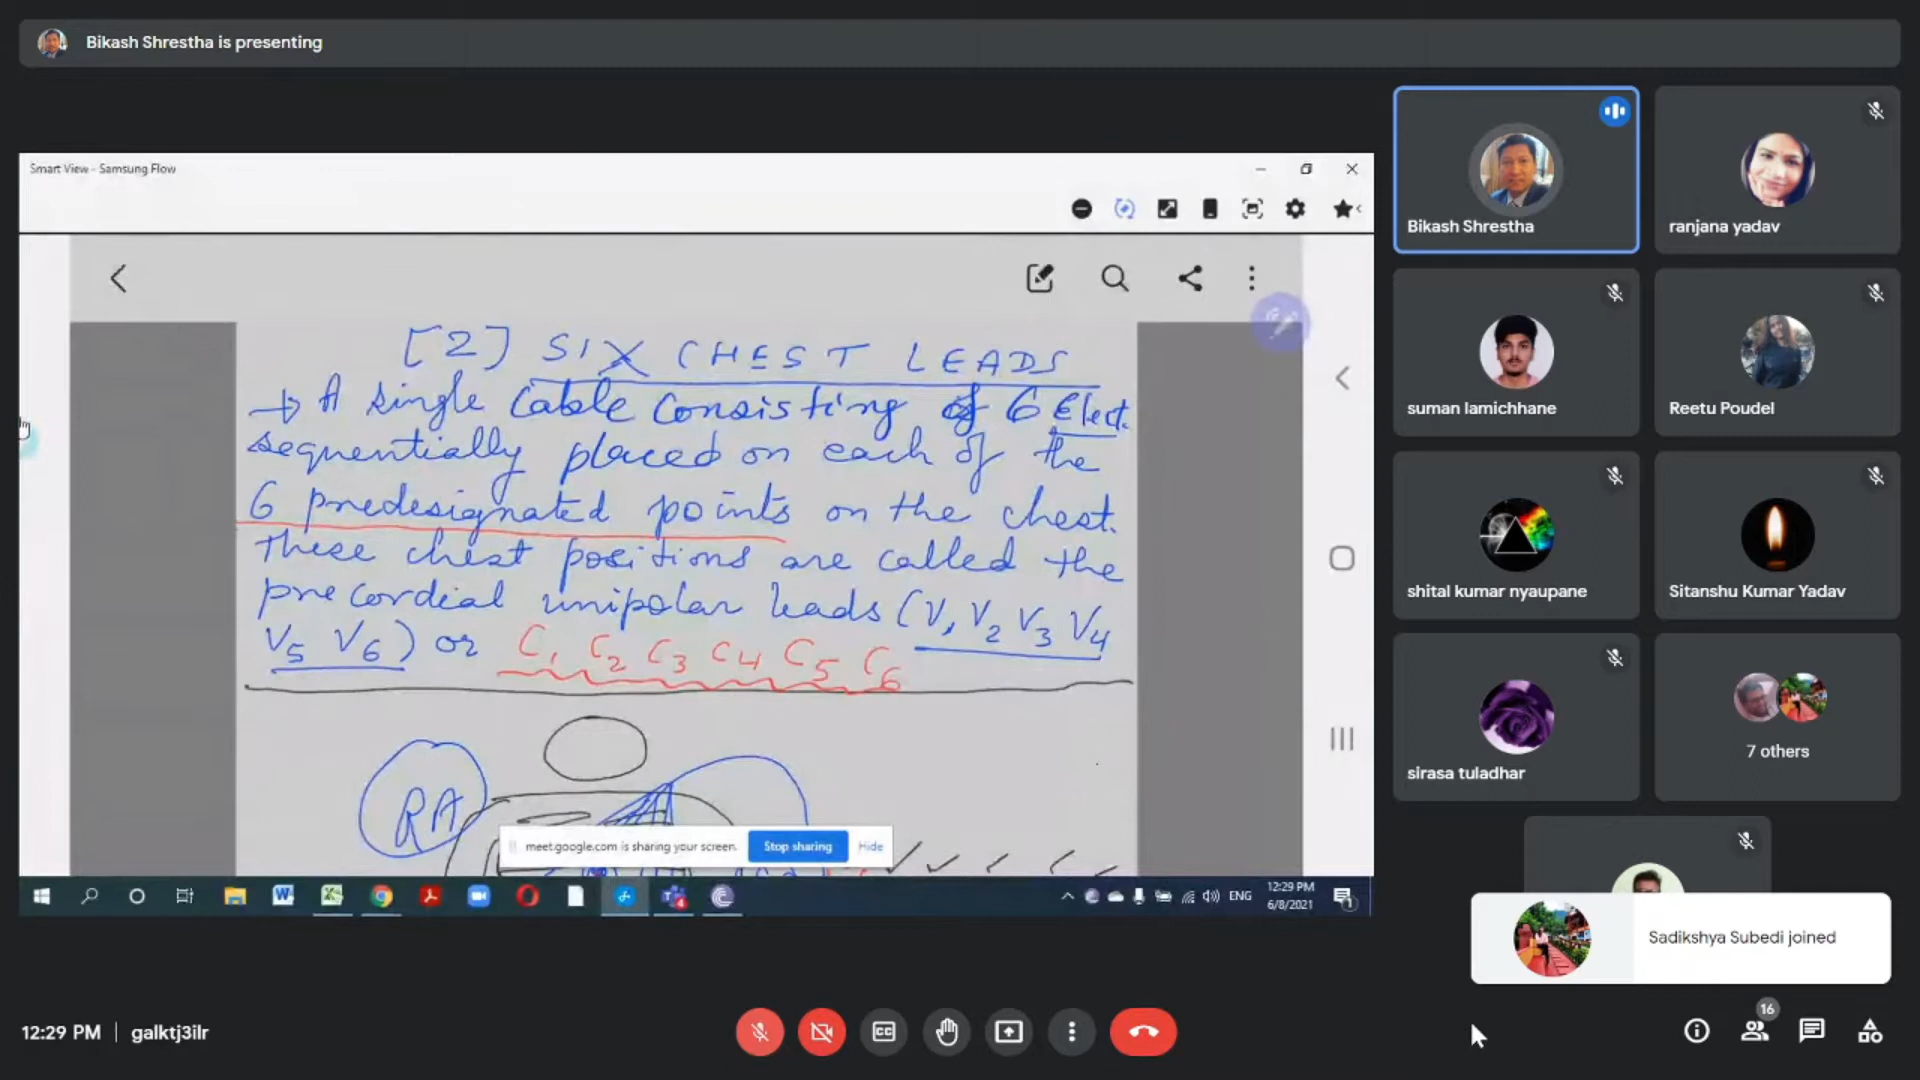 Bikash Shrestha is presenting
Smart View - Samsung Flow
[2] SIX CHEST LEADS
→ A single Cable Consisting of 6 Elect.
sequentially placed on each of the
6 predesignated points on the chest.
These chest positions are called the
precordial unipolar leads (V1 V2 V3 V4
V5 V6) or C1 C2 C3 C4 C5 C6
RA
meet.google.com is sharing your screen.
Stop sharing
Hide
ENG
12:29 PM
6/8/2021
1
Bikash Shrestha
ranjana yadav
suman lamichhane
Reetu Poudel
shital kumar nyaupane
Sitanshu Kumar Yadav
sirasa tuladhar
7 others
Sadikshya Subedi joined
12:29 PM | galktj3ilr
16